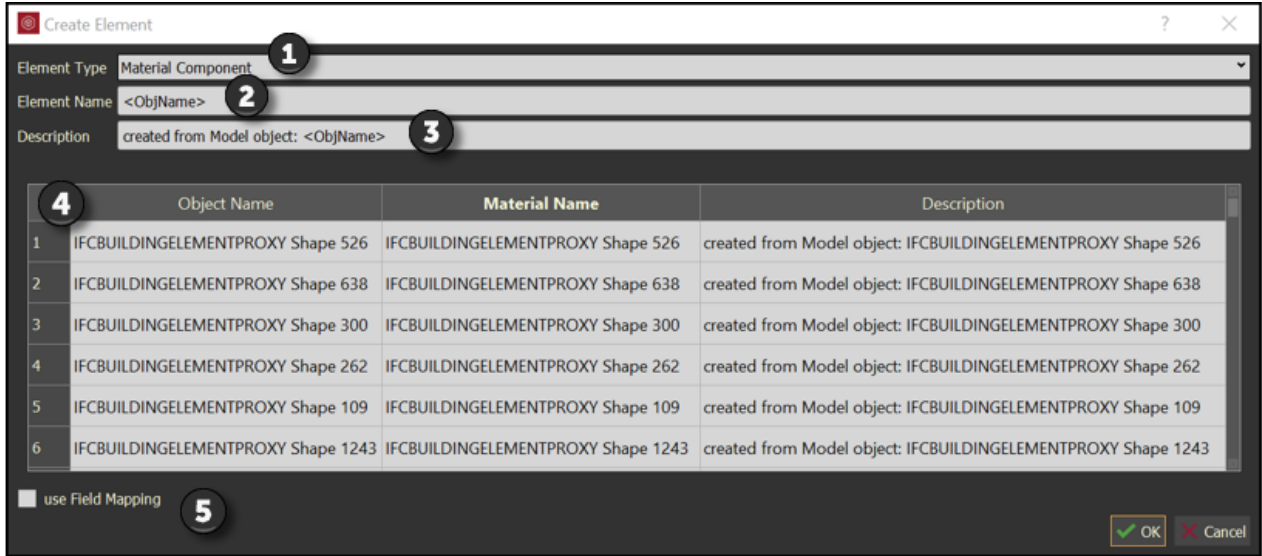 Create Element ?
1
Element Type Material Component
Element Name <ObjName> 2
Description created from Model object: <ObjName> 3
4 Object Name Material Name Description
1 IFCBUILDINGELEMENTPROXY Shape 526 IFCBUILDINGELEMENTPROXY Shape 526 created from Model object: IFCBUILDINGELEMENTPROXY Shape 526
2 IFCBUILDINGELEMENTPROXY Shape 638 IFCBUILDINGELEMENTPROXY Shape 638 created from Model object: IFCBUILDINGELEMENTPROXY Shape 638
3 IFCBUILDINGELEMENTPROXY Shape 300 IFCBUILDINGELEMENTPROXY Shape 300 created from Model object: IFCBUILDINGELEMENTPROXY Shape 300
4 IFCBUILDINGELEMENTPROXY Shape 262 IFCBUILDINGELEMENTPROXY Shape 262 created from Model object: IFCBUILDINGELEMENTPROXY Shape 262
5 IFCBUILDINGELEMENTPROXY Shape 109 IFCBUILDINGELEMENTPROXY Shape 109 created from Model object: IFCBUILDINGELEMENTPROXY Shape 109
6 IFCBUILDINGELEMENTPROXY Shape 1243 IFCBUILDINGELEMENTPROXY Shape 1243 created from Model object: IFCBUILDINGELEMENTPROXY Shape 1243
use Field Mapping 5
OK Cancel